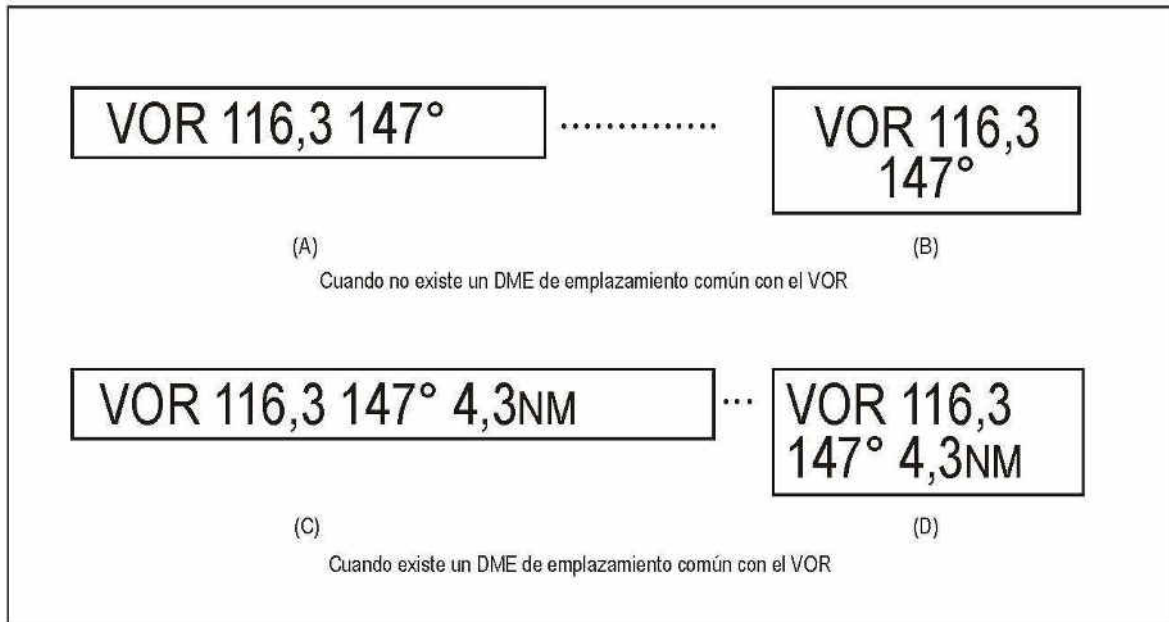 VOR 116,3 147°
VOR 116,3
147°
(A)
(B)
Cuando no existe un DME de emplazamiento común con el VOR
VOR 116,3 147° 4,3NM
VOR 116,3
147° 4,3NM
(C)
(D)
Cuando existe un DME de emplazamiento común con el VOR